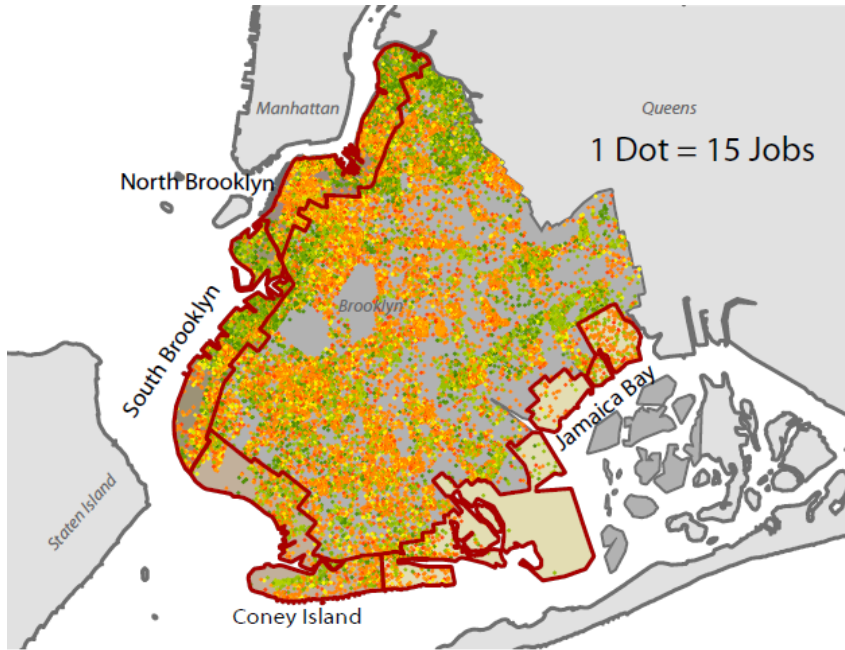 Manhattan
Queens
1 Dot = 15 Jobs
North Brooklyn
Brooklyn
South Brooklyn
Jamaica Bay
Staten Island
Coney Island